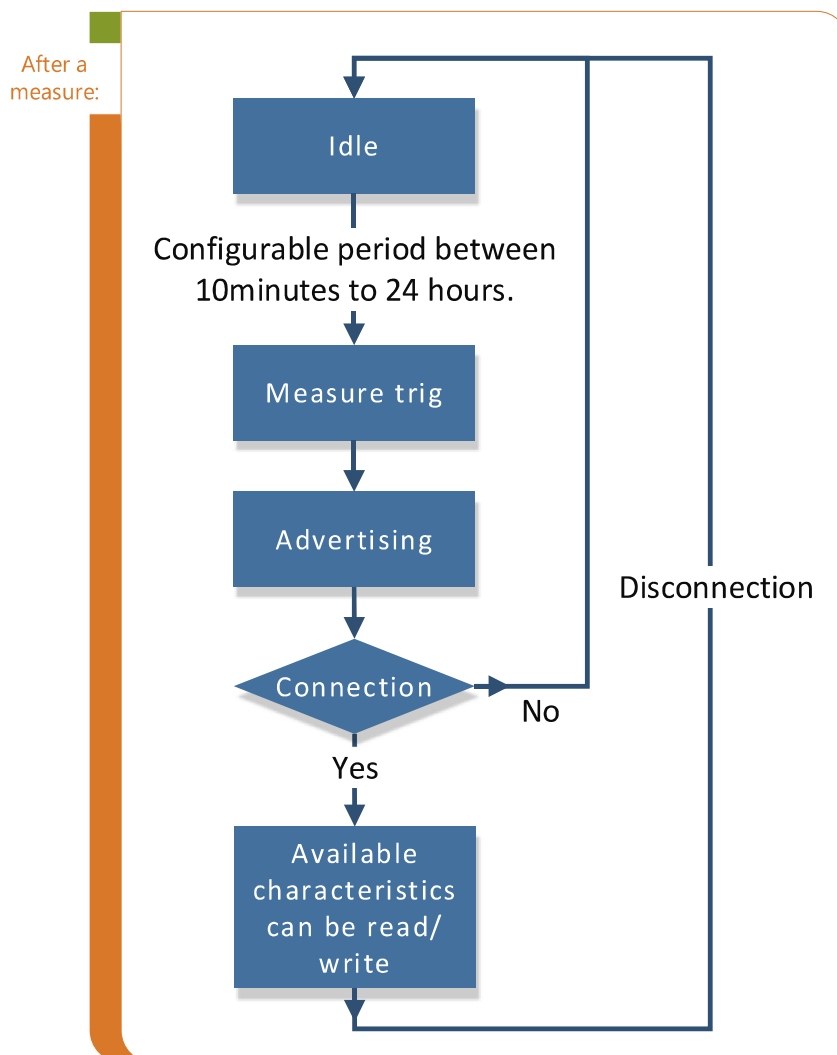 After a
measure:
Idle
Configurable period between
10minutes to 24 hours.
Measure trig
Advertising
Disconnection
Connection
No
Yes
Available
characteristics
can be read/
write